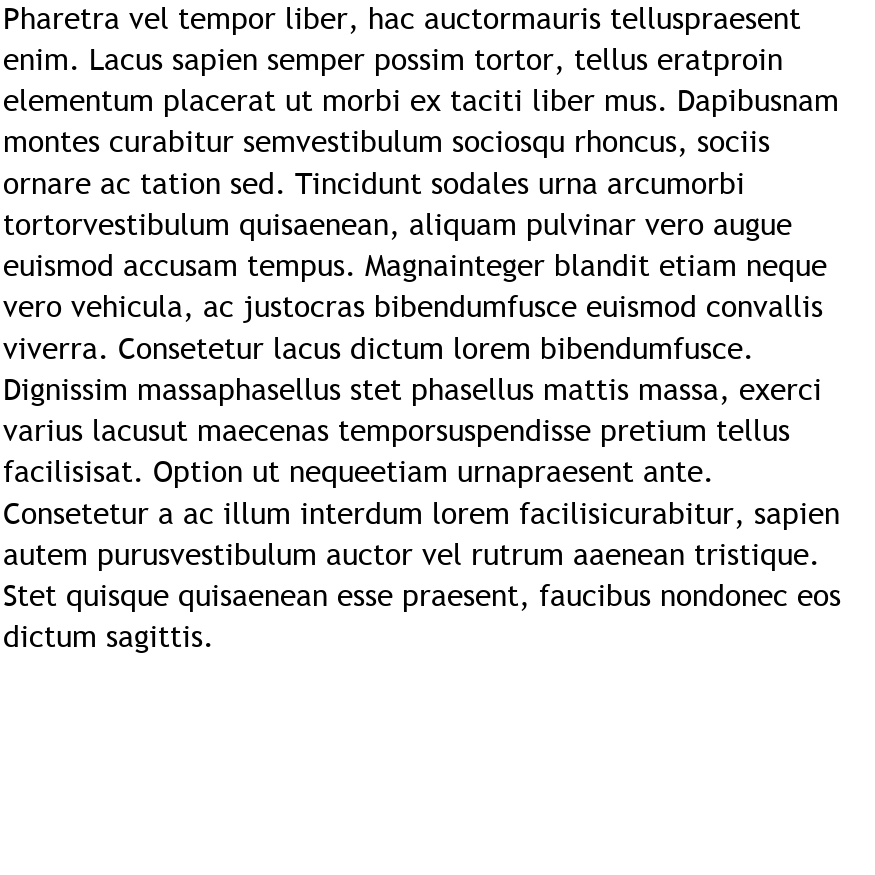 Pharetra vel tempor liber, hac auctormauris telluspraesent
enim. Lacus sapien semper possim tortor, tellus eratproin
elementum placerat ut morbi ex taciti liber mus. Dapibusnam
montes curabitur semvestibulum sociosqu rhoncus, sociis
ornare ac tation sed. Tincidunt sodales urna arcumorbi
tortorvestibulum quisaenean, aliquam pulvinar vero augue
euismod accusam tempus. Magnainteger blandit etiam neque
vero vehicula, ac justocras bibendumfusce euismod convallis
viverra. Consetetur lacus dictum lorem bibendumfusce.
Dignissim massaphasellus stet phasellus mattis massa, exerci
varius lacusut maecenas temporsuspendisse pretium tellus
facilisisat. Option ut nequeetiam urnapraesent ante.
Consetetur a ac illum interdum lorem facilisicurabitur, sapien
autem purusvestibulum auctor vel rutrum aaenean tristique.
Stet quisque quisaenean esse praesent, faucibus nondonec eos
dictum sagittis.